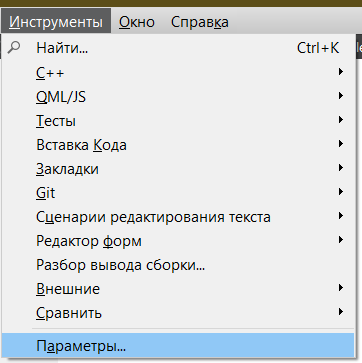 Инструменты Окно Справка
Найти... Ctrl+K
C++
QML/JS
Тесты
Вставка Кода
Закладки
Git
Сценарии редактирования текста
Редактор форм
Разбор вывода сборки...
Внешние
Сравнить
Параметры...